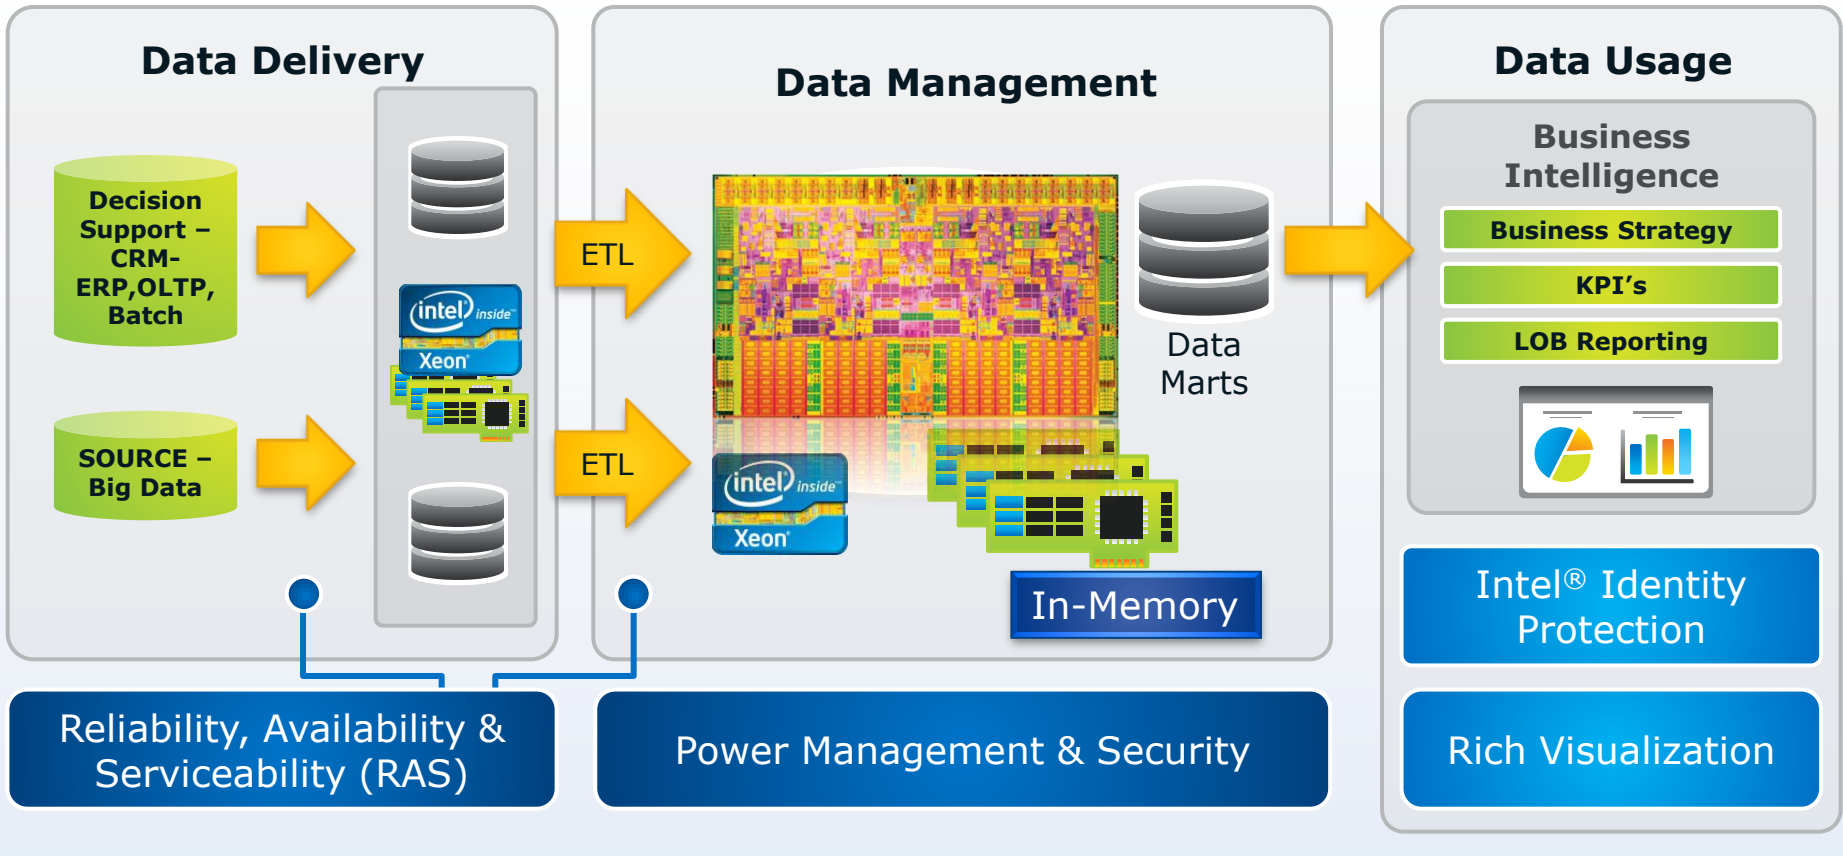 Data Delivery
Decision
Support –
CRM-
ERP,OLTP,
Batch
SOURCE –
Big Data
intel inside™
Xeon®
ETL
ETL
Data Management
Data
Marts
intel inside™
Xeon®
In-Memory
Data Usage
Business
Intelligence
Business Strategy
KPI’s
LOB Reporting
Intel® Identity
Protection
Rich Visualization
Reliability, Availability &
Serviceability (RAS)
Power Management & Security